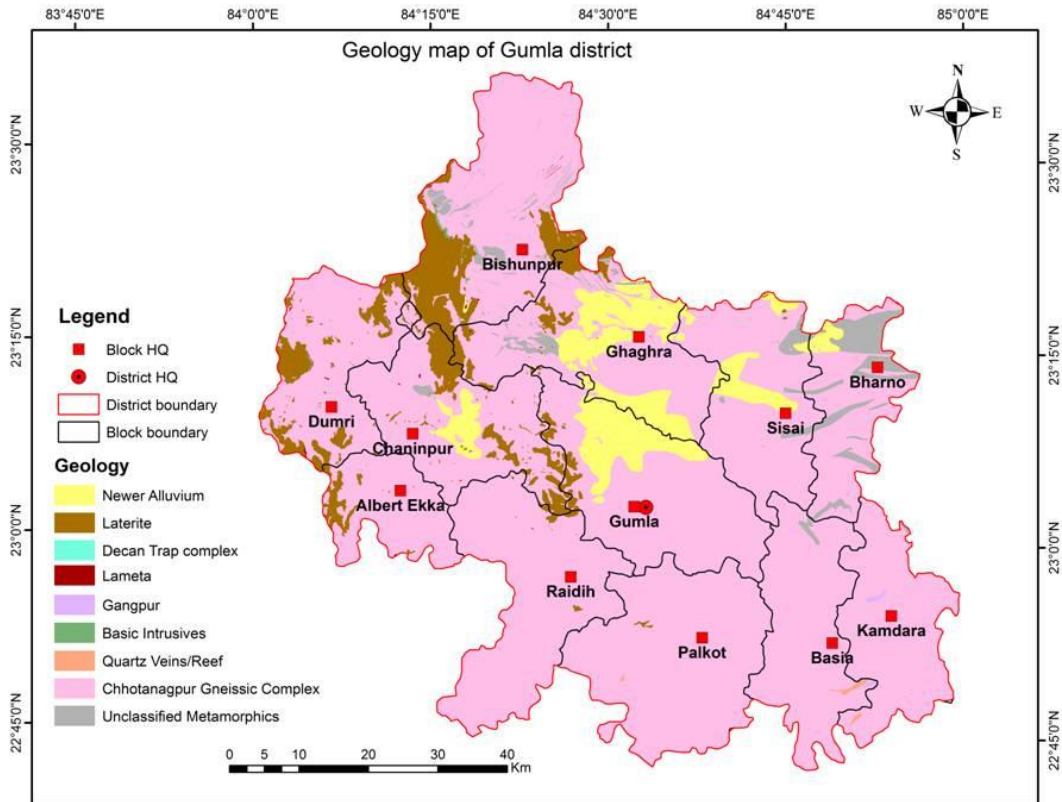 83°45'0"E 84°0'0"E 84°15'0"E 84°30'0"E 84°45'0"E 85°0'0"E
Geology map of Gumla district
N
W E
S
23°30'0"N 23°30'0"N
Bishunpur
Legend
Block HQ
District HQ
District boundary
Block boundary
23°15'0"N 23°15'0"N
Ghaghra
Bharno
Dumri
Sisai
Chaninpur
Geology
Newer Alluvium
Laterite
Decan Trap complex
Lameta
Gangpur
Basic Intrusives
Quartz Veins/Reef
Chhotanagpur Gneissic Complex
Unclassified Metamorphics
Albert Ekka
Gumla
23°0'0"N 23°0'0"N
Raidih
Kamdara
Palkot
Basia
22°45'0"N 22°45'0"N
0 5 10 20 30 40
Km